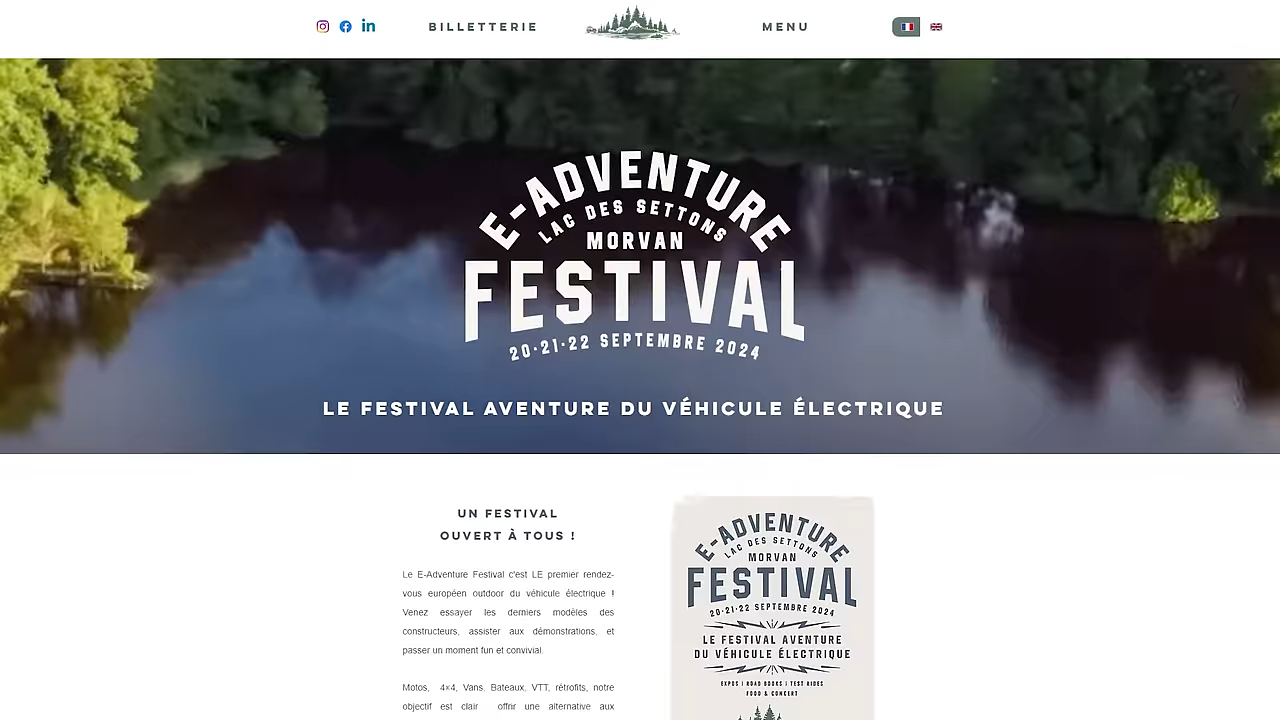 BILLETTERIE
MENU
E-ADVENTURE
LAC DES SETTONS
MORVAN
FESTIVAL
20·21·22 SEPTEMBRE 2024
LE FESTIVAL AVENTURE DU VÉHICULE ÉLECTRIQUE
UN FESTIVAL
OUVERT À TOUS !
Le E-Adventure Festival c'est LE premier rendez-
vous européen outdoor du véhicule électrique !
Venez essayer les derniers modèles des
constructeurs, assister aux démonstrations, et
passer un moment fun et convivial.
Motos, 4×4, Vans, Bateaux, VTT, rétrofits, notre
objectif est clair offrir une alternative aux
E-ADVENTURE
LAC DES SETTONS
MORVAN
FESTIVAL
20·21·22 SEPTEMBRE 2024
LE FESTIVAL AVENTURE
DU VÉHICULE ÉLECTRIQUE
EXPOS | ROAD BOOKS | TEST RIDES
FOOD & CONCERT